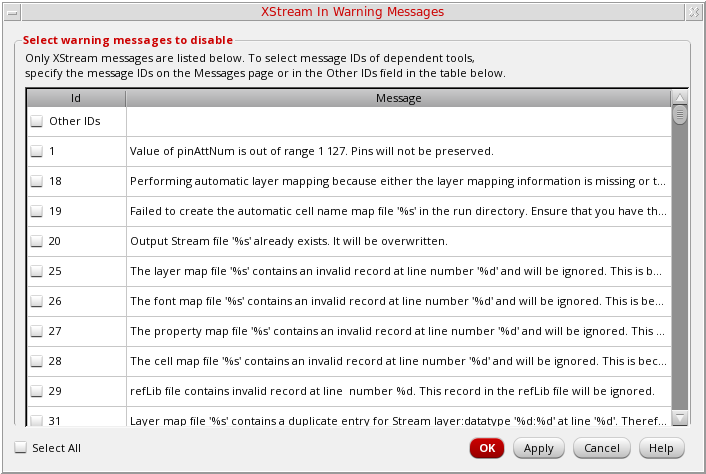 XStream In Warning Messages
Select warning messages to disable
Only XStream messages are listed below. To select message IDs of dependent tools,
specify the message IDs on the Messages page or in the Other IDs field in the table below.
Id Message
Other IDs
1 Value of pinAttNum is out of range 1 127. Pins will not be preserved.
18 Performing automatic layer mapping because either the layer mapping information is missing or t...
19 Failed to create the automatic cell name map file '%s' in the run directory. Ensure that you have th...
20 Output Stream file '%s' already exists. It will be overwritten.
25 The layer map file '%s' contains an invalid record at line number '%d' and will be ignored. This is b...
26 The font map file '%s' contains an invalid record at line number '%d' and will be ignored. This is be...
27 The property map file '%s' contains an invalid record at line number '%d' and will be ignored. This ...
28 The cell map file '%s' contains an invalid record at line number '%d' and will be ignored. This is bec...
29 refLib file contains invalid record at line  number %d. This record in the refLib file will be ignored.
31 Layer map file '%s' contains a duplicate entry for Stream layer:datatype '%d:%d' at line '%d'. Theref...
Select All OK Apply Cancel Help